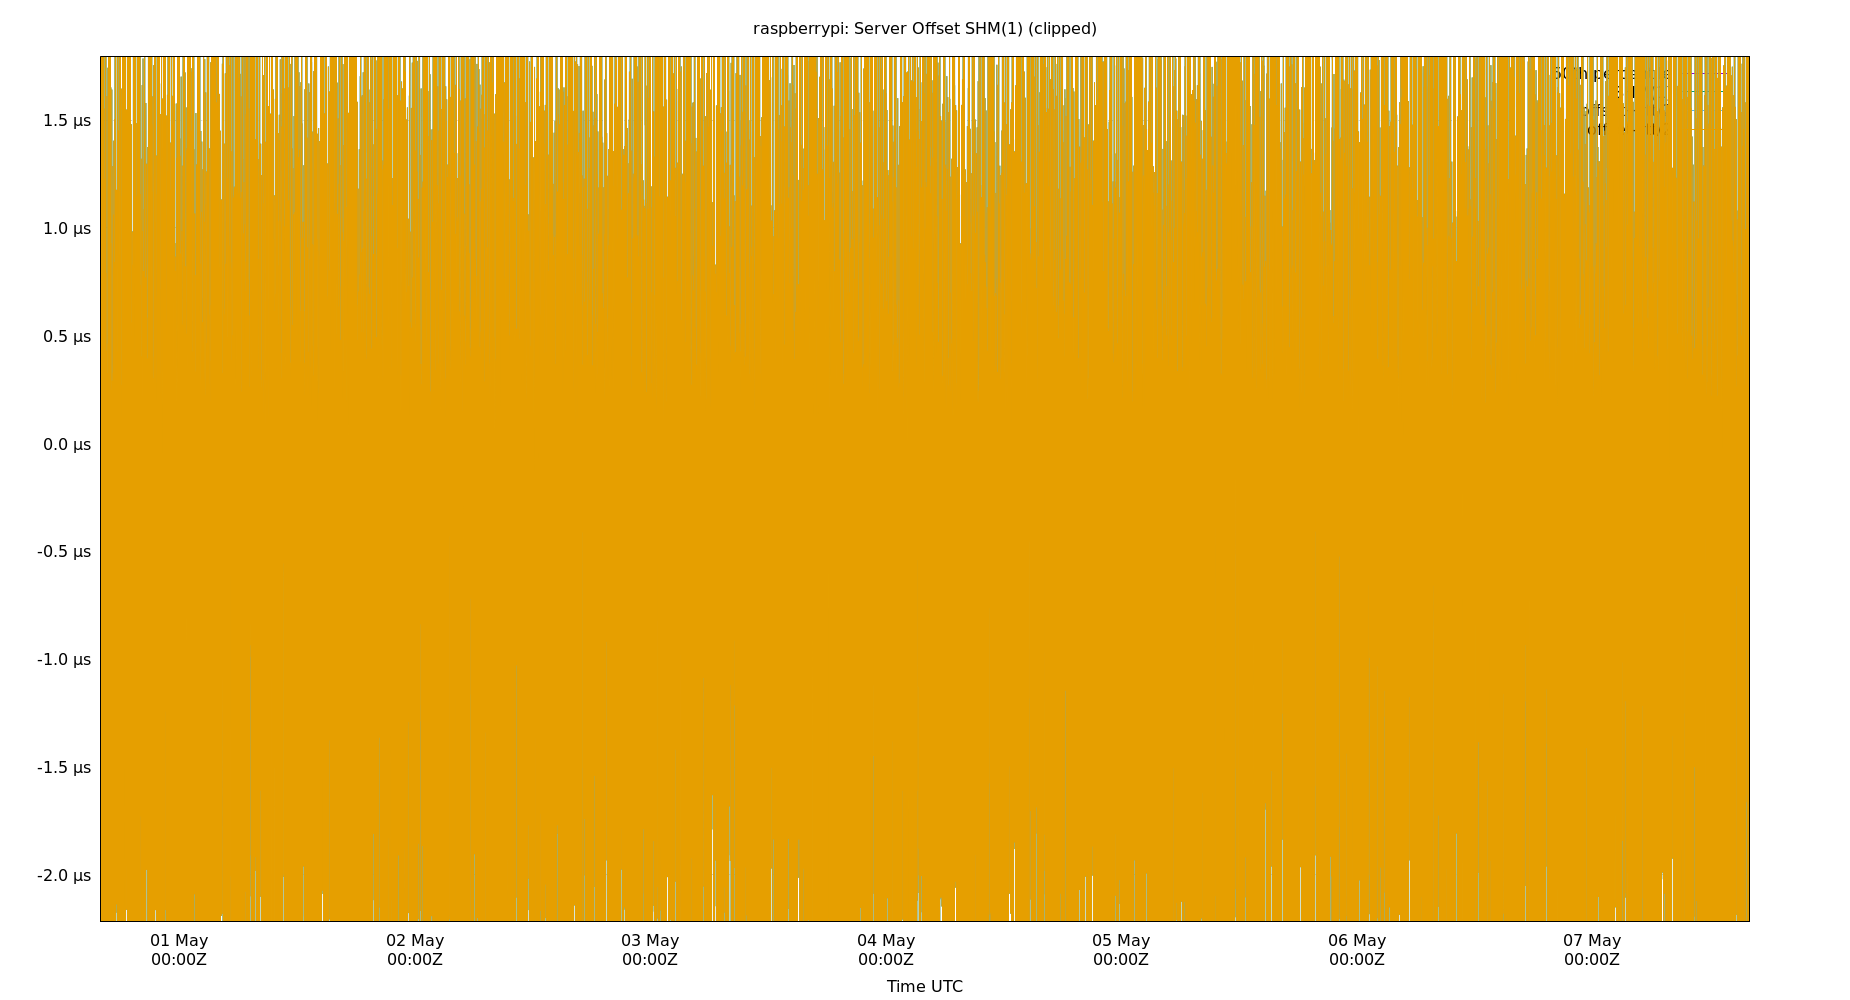 raspberrypi: Server Offset SHM(1) (clipped)
1.5 µs
1.0 µs
0.5 µs
0.0 µs
-0.5 µs
-1.0 µs
-1.5 µs
-2.0 µs
01 May 02 May 03 May 04 May 05 May 06 May 07 May
00:00Z 00:00Z 00:00Z 00:00Z 00:00Z 00:00Z 00:00Z
Time UTC